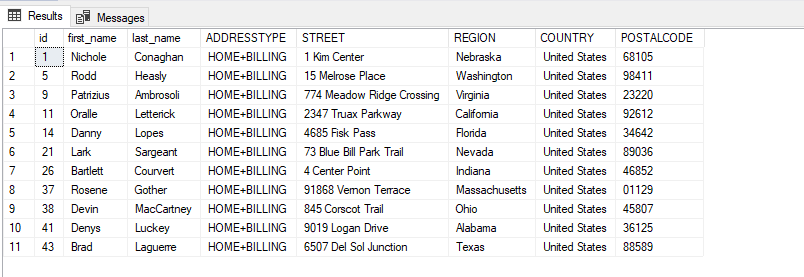 Results Messages
id first_name last_name ADDRESSTYPE STREET REGION COUNTRY POSTALCODE
1 1 Nichole Conaghan HOME+BILLING 1 Kim Center Nebraska United States 68105
2 5 Rodd Heasly HOME+BILLING 15 Melrose Place Washington United States 98411
3 9 Patrizius Ambrosoli HOME+BILLING 774 Meadow Ridge Crossing Virginia United States 23220
4 11 Oralle Letterick HOME+BILLING 2347 Truax Parkway California United States 92612
5 14 Danny Lopes HOME+BILLING 4685 Fisk Pass Florida United States 34642
6 21 Lark Sargeant HOME+BILLING 73 Blue Bill Park Trail Nevada United States 89036
7 26 Bartlett Courvert HOME+BILLING 4 Center Point Indiana United States 46852
8 37 Rosene Gother HOME+BILLING 91868 Vernon Terrace Massachusetts United States 01129
9 38 Devin MacCartney HOME+BILLING 845 Corscot Trail Ohio United States 45807
10 41 Denys Luckey HOME+BILLING 9019 Logan Drive Alabama United States 36125
11 43 Brad Laguerre HOME+BILLING 6507 Del Sol Junction Texas United States 88589